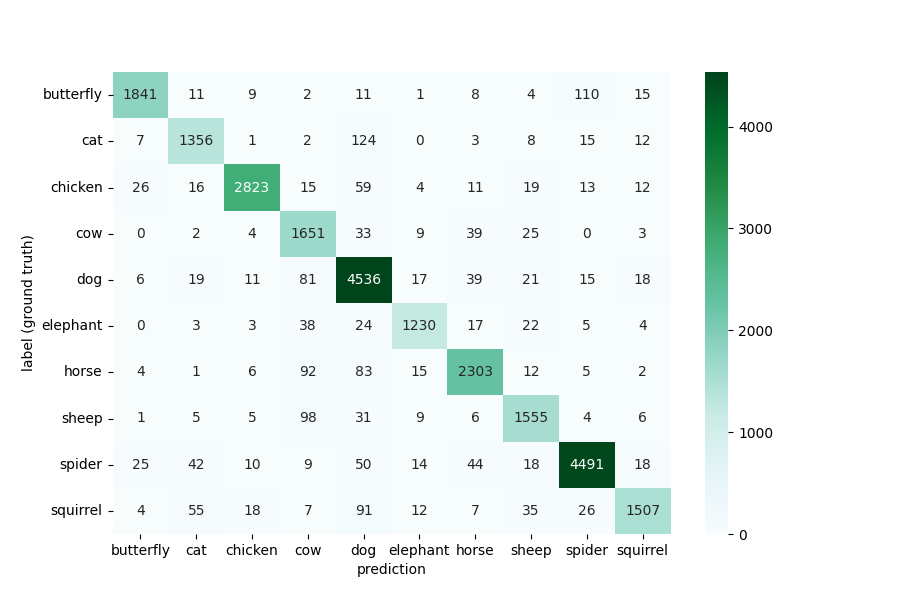 butterfly 1841 11 9 2 11 1 8 4 110 15
cat 7 1356 1 2 124 0 3 8 15 12
chicken 26 16 2823 15 59 4 11 19 13 12
cow 0 2 4 1651 33 9 39 25 0 3
dog 6 19 11 81 4536 17 39 21 15 18
elephant 0 3 3 38 24 1230 17 22 5 4
horse 4 1 6 92 83 15 2303 12 5 2
sheep 1 5 5 98 31 9 6 1555 4 6
spider 25 42 10 9 50 14 44 18 4491 18
squirrel 4 55 18 7 91 12 7 35 26 1507
butterfly cat chicken cow dog elephant horse sheep spider squirrel
prediction
label (ground truth)
4000
3000
2000
1000
0